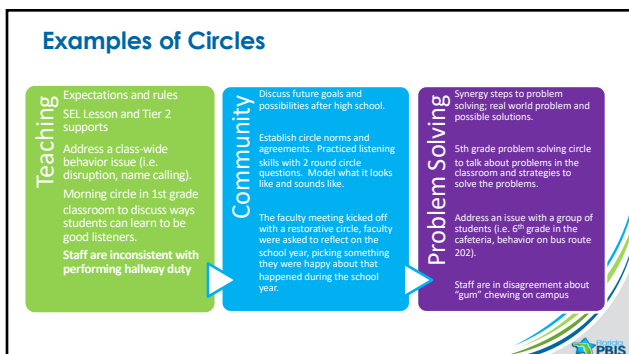 Examples of Circles
Teaching
Expectations and rules
SEL Lesson and Tier 2
supports
Address a class-wide
behavior issue (i.e.
disruption, name calling).
Morning circle in 1st grade
classroom to discuss ways
students can learn to be
good listeners.
Staff are inconsistent with
performing hallway duty
Community
Discuss future goals and
possibilities after high school.
Establish circle norms and
agreements. Practiced listening
skills with 2 round circle
questions. Model what it looks
like and sounds like.
The faculty meeting kicked off
with a restorative circle, faculty
were asked to reflect on the
school year, picking something
they were happy about that
happened during the school
year.
Problem Solving
Synergy steps to problem
solving; real world problem and
possible solutions.
5th grade problem solving circle
to talk about problems in the
classroom and strategies to
solve the problems.
Address an issue with a group of
students (i.e. 6th grade in the
cafeteria, behavior on bus route
202).
Staff are in disagreement about
"gum" chewing on campus
Florida
PBIS